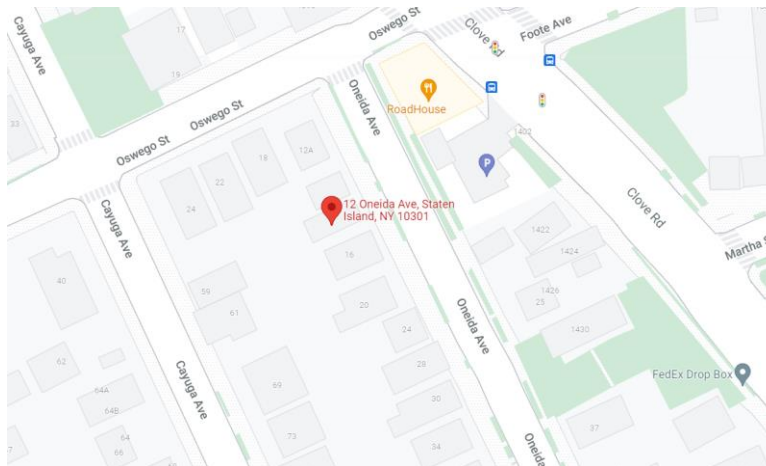 Cayuga Ave
17
19
33
Oswego St
Oswego St
Oswego St
Clove Rd
Foote Ave
RoadHouse
1402
P
Oneida Ave
12A
18
22
24
12 Oneida Ave, Staten
Island, NY 10301
Cayuga Ave
40
59
61
16
20
24
28
30
34
Oneida Ave
1422
1424
1426
25
1430
Clove Rd
Martha S
FedEx Drop Box
62
64A
64B
64
66
69
73
Cayuga Ave
37
Oneida